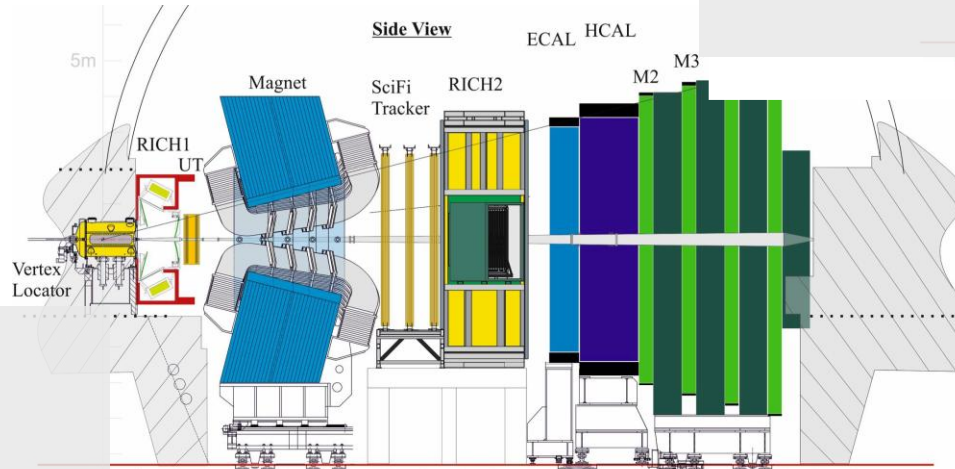 Side View
ECAL
HCAL
5m
Magnet
SciFi
Tracker
RICH2
M2
M3
RICH1
UT
Vertex
Locator